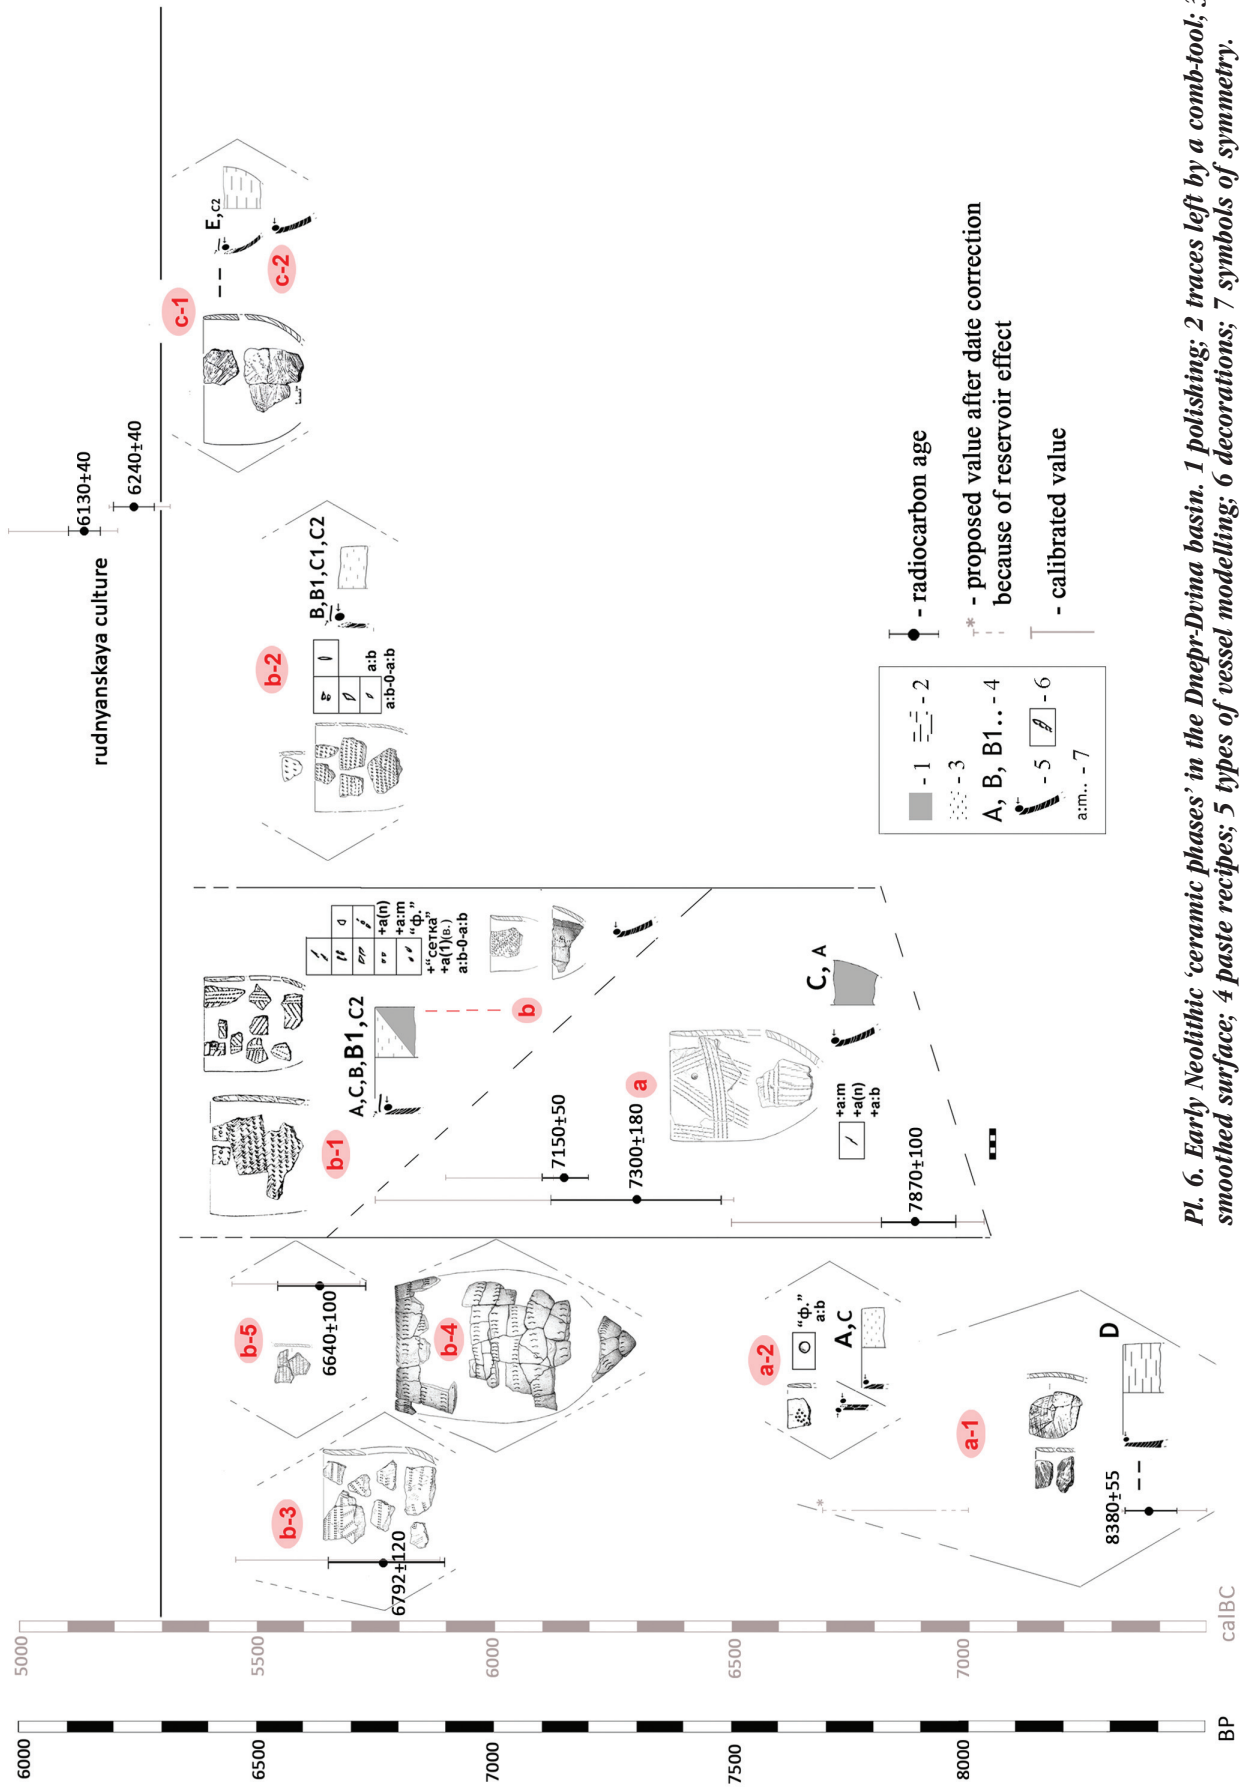 rudnyanskaya culture
6130±40
6240±40
c-1
E,C2
c-2
b-2
B,B1,C1,C2
a:b
a:b-0-a:b
b-1
A,C,B,B1,C2
+a(n)
+a:m
"ф."
+"сетка"
+a(1)(в.)
a:b-0-a:b
b
b-5
6640±100
b-3
6792±120
b-4
7150±50
7300±180
7870±100
a
+a:m
+a(n)
+a:b
C, A
a-2
"ф."
a:b
A,C
a-1
D
8380±55
*
- 1
- 2
- 3
A, B, B1.. - 4
- 5
- 6
a:m.. - 7
- radiocarbon age
* - proposed value after date correction
because of reservoir effect
- calibrated value
5000
5500
6000
6500
7000
calBC
6000
6500
7000
7500
8000
BP
Pl. 6. Early Neolithic ‘ceramic phases’ in the Dnepr-Dvina basin. 1 polishing; 2 traces left by a comb-tool;
smoothed surface; 4 paste recipes; 5 types of vessel modelling; 6 decorations; 7 symbols of symmetry.